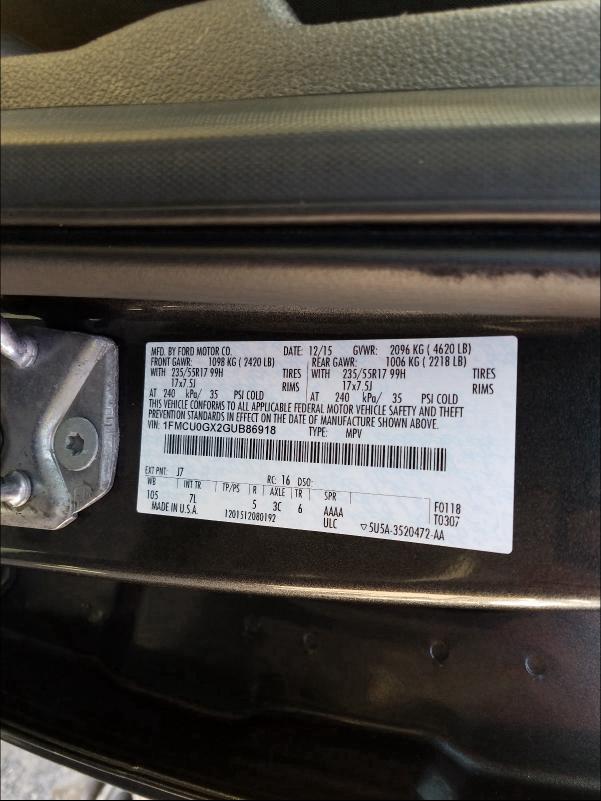 MFD. BY FORD MOTOR CO. DATE: 12/15 GVWR: 2096 KG ( 4620 LB)
FRONT GAWR: 1098 KG ( 2420 LB) REAR GAWR: 1006 KG ( 2218 LB)
WITH 235/55R17 99H TIRES WITH 235/55R17 99H TIRES
17x7.5J RIMS 17x7.5J RIMS
AT 240 kPa/ 35 PSI COLD AT 240 kPa/ 35 PSI COLD
THIS VEHICLE CONFORMS TO ALL APPLICABLE FEDERAL MOTOR VEHICLE SAFETY AND THEFT
PREVENTION STANDARDS IN EFFECT ON THE DATE OF MANUFACTURE SHOWN ABOVE.
VIN: 1FMCU0GX2GUB86918 TYPE: MPV
EXT PNT: J7 RC: 16 DSO:
WB INT TR TP/PS R AXLE TR SPR
105 7L 5 3C 6 AAAA F0118
MADE IN U.S.A. 1201512080192 ULC T0307
▽5U5A-3520472-AA